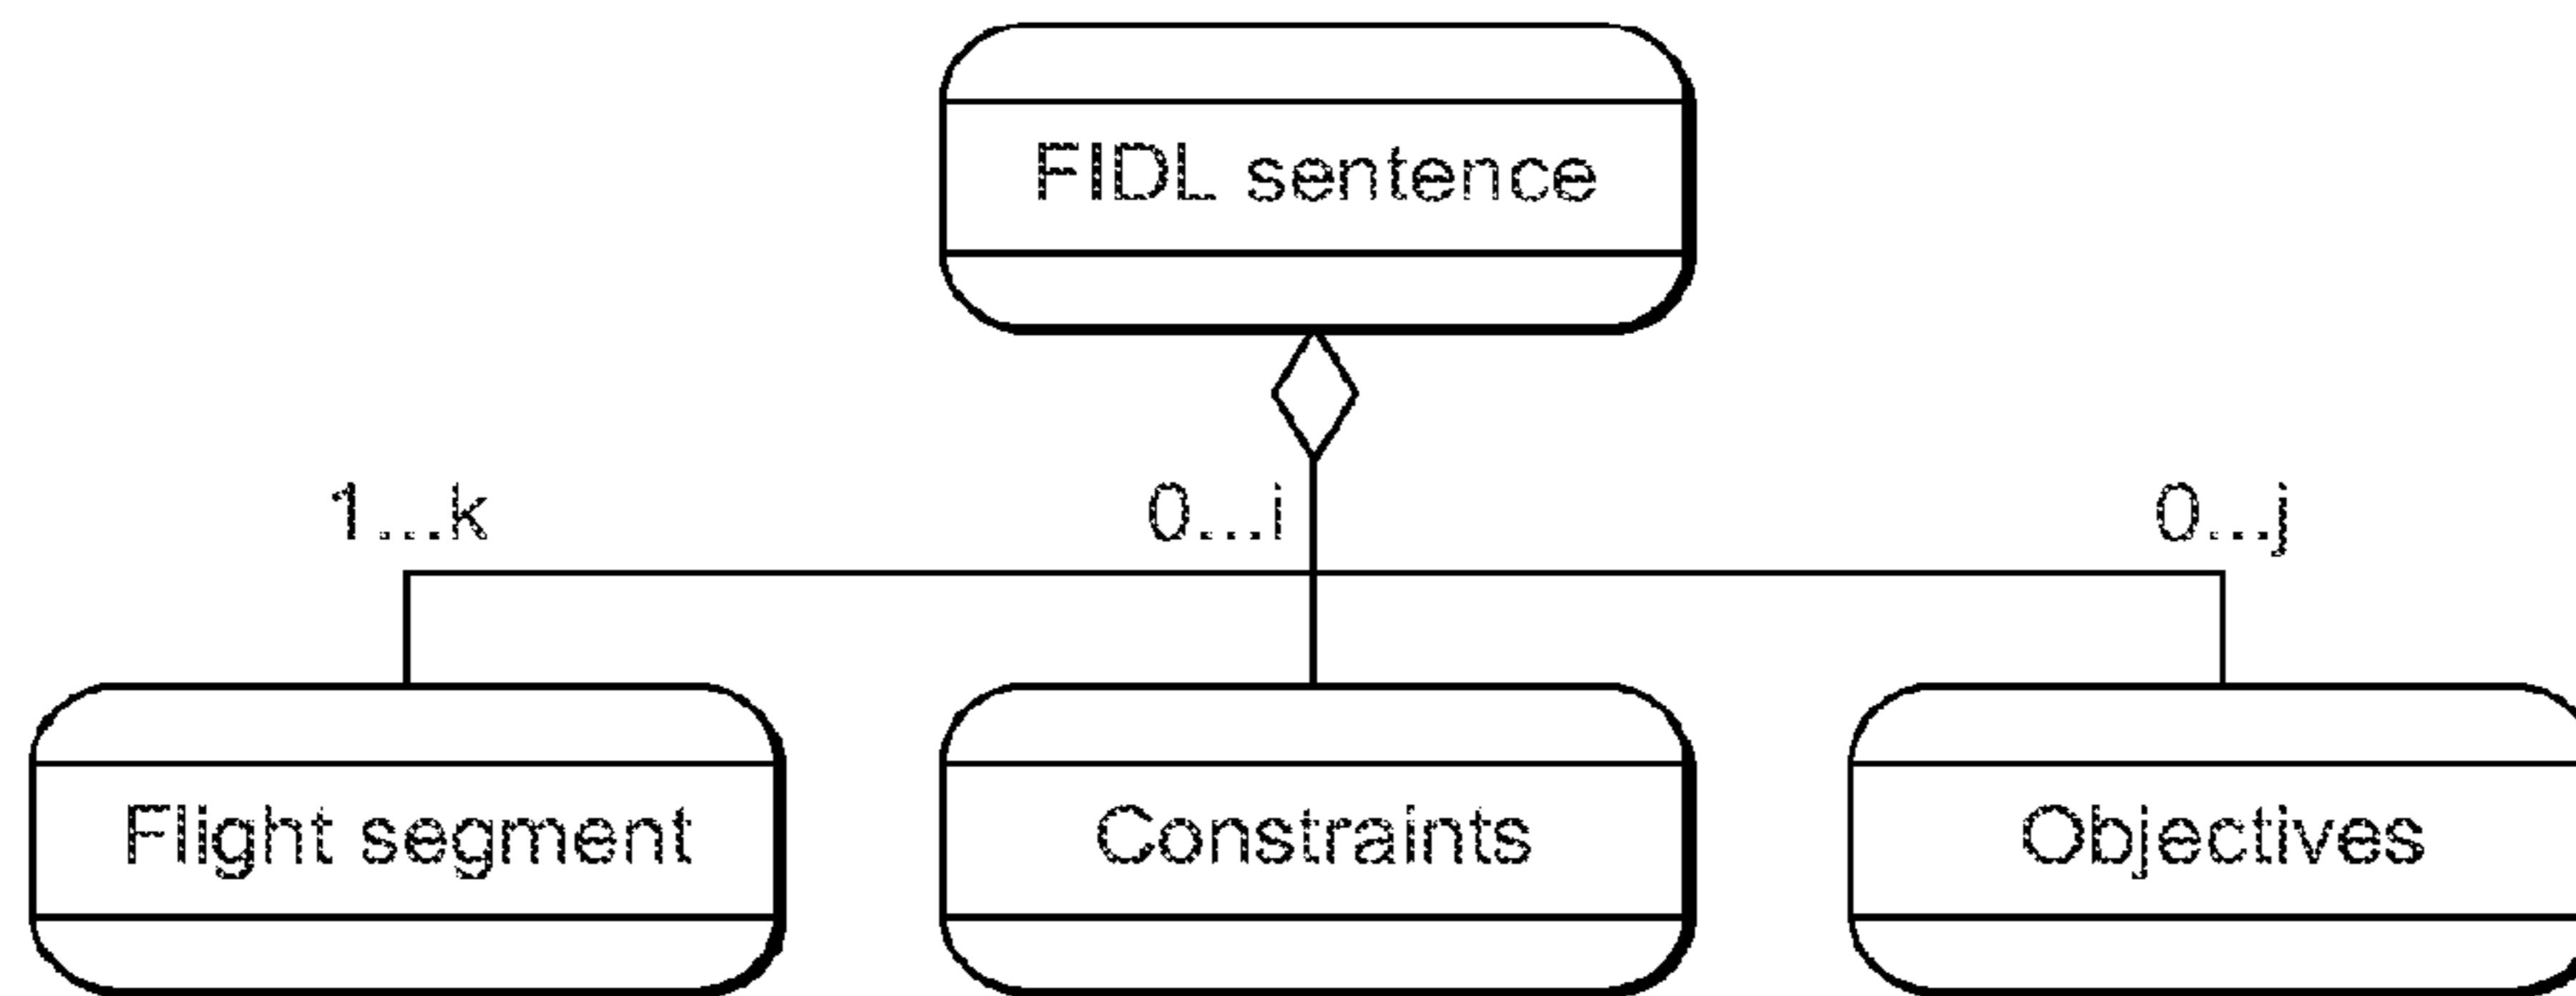 FIDL sentence
1...k
0...i
0...j
Flight segment
Constraints
Objectives